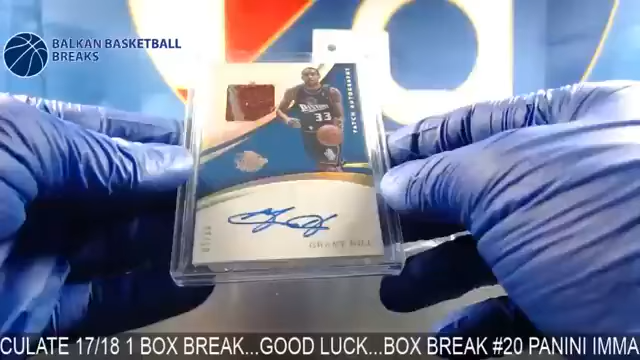 BALKAN BASKETBALL
BREAKS
PATCH AUTOGRAPHS
PISTONS
33
GRANT HILL
CULATE 17/18 1 BOX BREAK...GOOD LUCK...BOX BREAK #20 PANINI IMMA